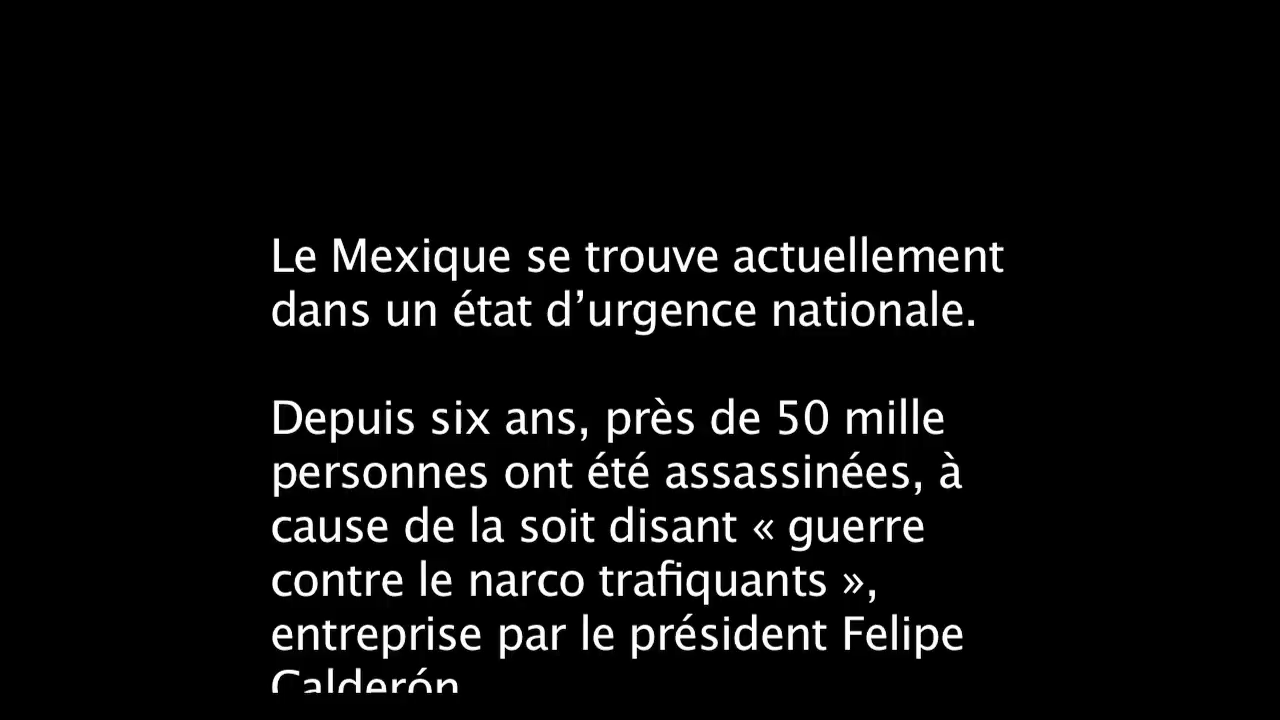 Le Mexique se trouve actuellement
dans un état d’urgence nationale.
Depuis six ans, près de 50 mille
personnes ont été assassinées, à
cause de la soit disant « guerre
contre le narco trafiquants »,
entreprise par le président Felipe
Calderón